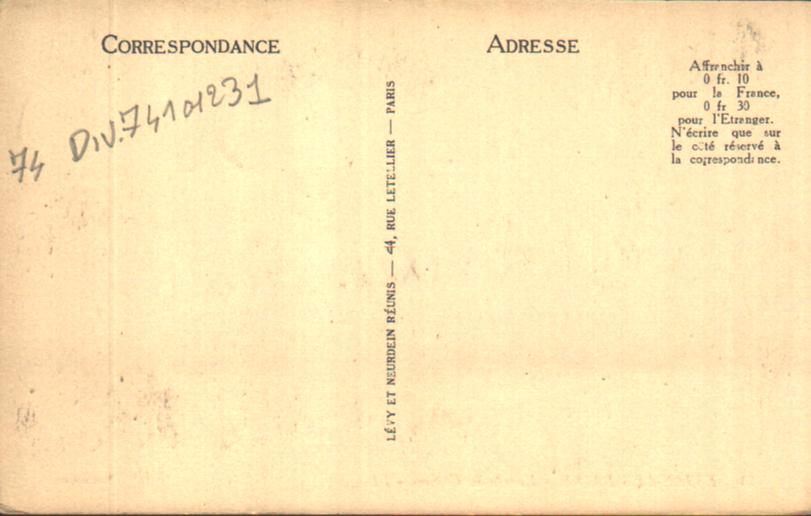 CORRESPONDANCE
ADRESSE
74 DIV.74101231
LÉVY ET NEURDEIN RÉUNIS — 44, RUE LETELLIER — PARIS
Affranchir à
0 fr. 10
pour la France,
0 fr 30
pour l'Etranger.
N'écrire que sur
le côté réservé à
la correspondance.